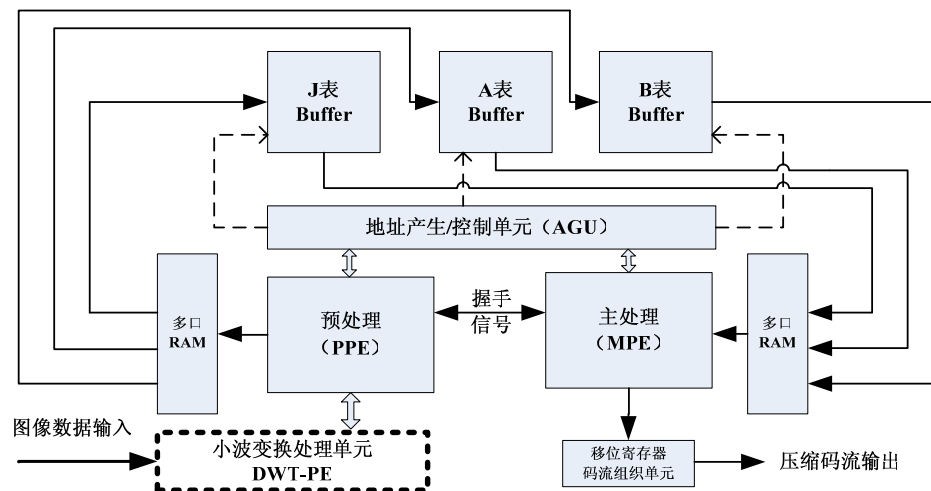 J表
Buffer
A表
Buffer
B表
Buffer
地址产生/控制单元（AGU）
多口
RAM
预处理
（PPE）
握手
信号
主处理
（MPE）
多口
RAM
图像数据输入
小波变换处理单元
DWT-PE
移位寄存器
码流组织单元
压缩码流输出